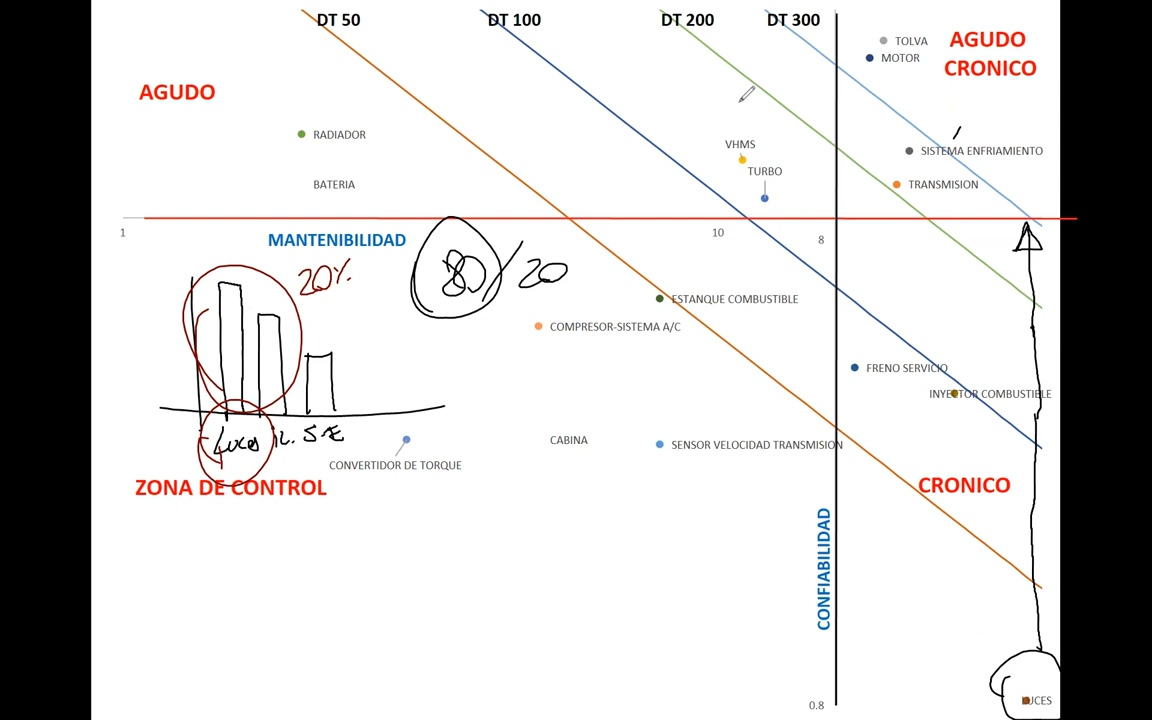 DT 50
DT 100
DT 200
DT 300
TOLVA
AGUDO
CRONICO
MOTOR
AGUDO
RADIADOR
VHMS
SISTEMA ENFRIAMIENTO
TURBO
BATERIA
TRANSMISION
1
10
8
MANTENIBILIDAD
20%
80/20
ESTANQUE COMBUSTIBLE
COMPRESOR-SISTEMA A/C
FRENO SERVICIO
INYECTOR COMBUSTIBLE
CABINA
SENSOR VELOCIDAD TRANSMISION
CONVERTIDOR DE TORQUE
ZONA DE CONTROL
CRONICO
CONFIABILIDAD
LUCES
0.8